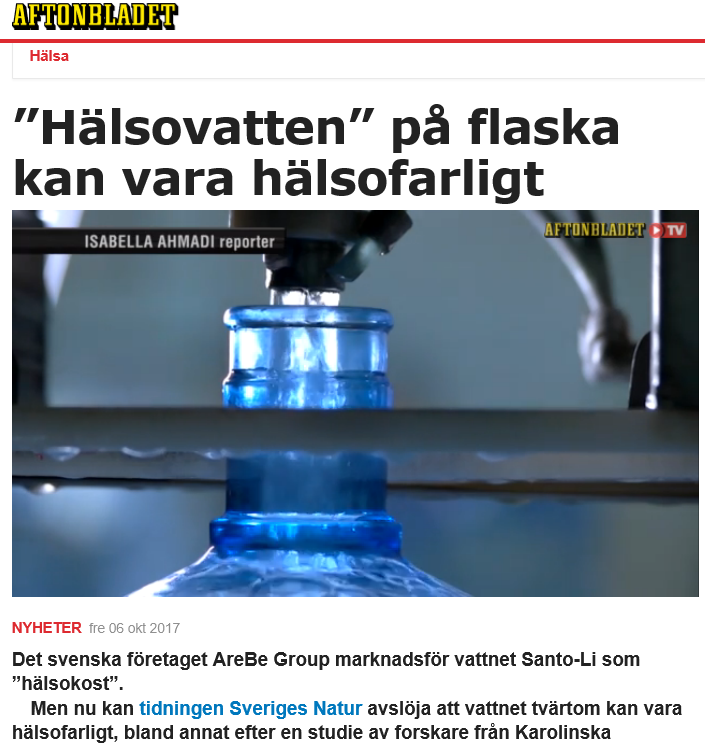 AFTONBLADET
Hälsa
”Hälsovatten” på flaska
kan vara hälsofarligt
ISABELLA AHMADI reporter
AFTONBLADET TV
NYHETER fre 06 okt 2017
Det svenska företaget AreBe Group marknadsför vattnet Santo-Li som
”hälsokost”.
Men nu kan tidningen Sveriges Natur avslöja att vattnet tvärtom kan vara
hälsofarligt, bland annat efter en studie av forskare från Karolinska